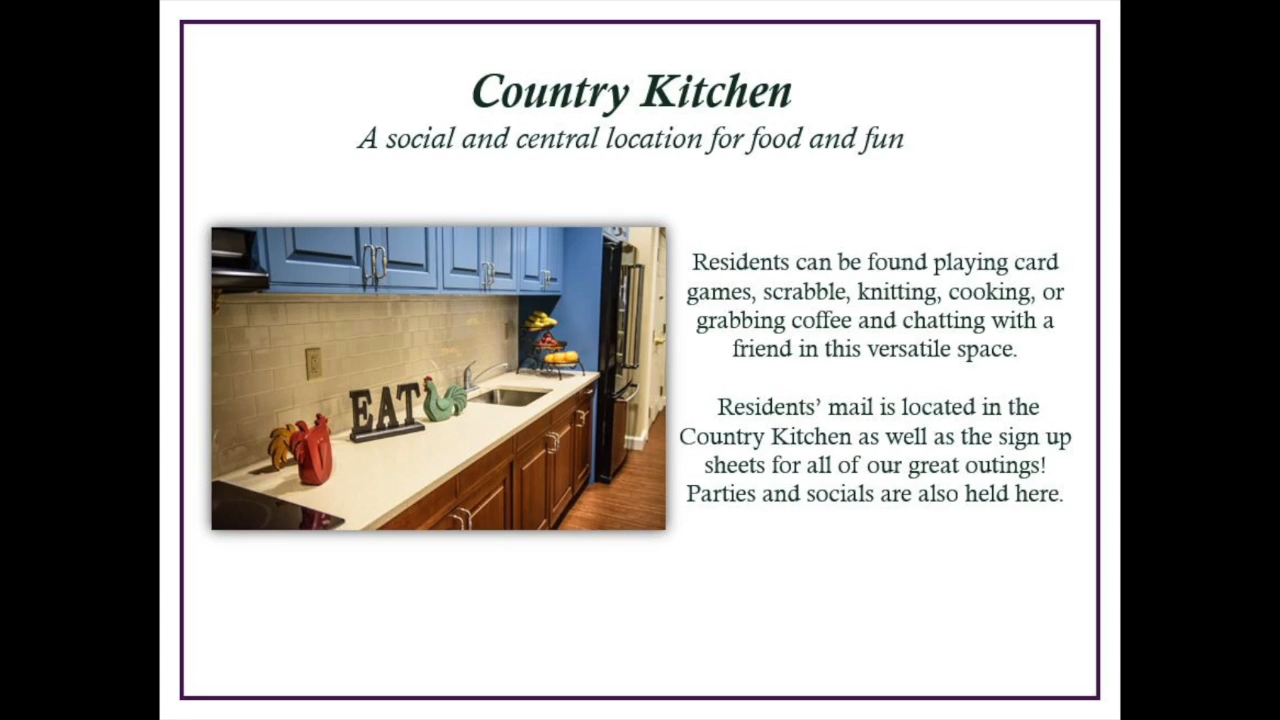 Country Kitchen
A social and central location for food and fun
EAT
Residents can be found playing card
games, scrabble, knitting, cooking, or
grabbing coffee and chatting with a
friend in this versatile space.
Residents’ mail is located in the
Country Kitchen as well as the sign up
sheets for all of our great outings!
Parties and socials are also held here.